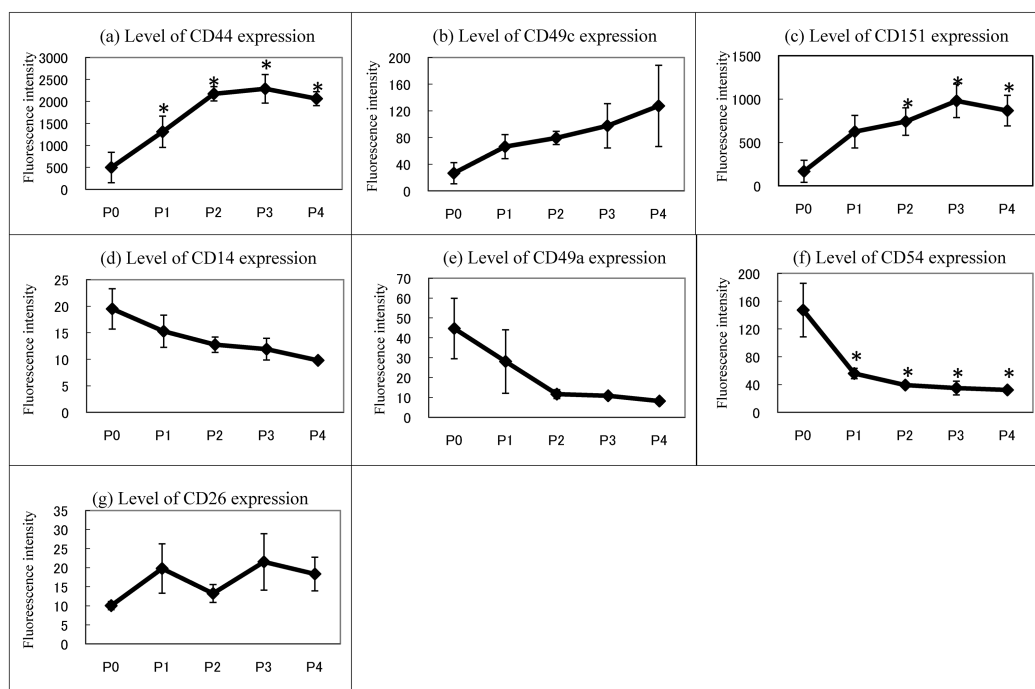 (a) Level of CD44 expression
Fluorescence intensity
3000
2500
2000
1500
1000
500
0
* * * *
P0 P1 P2 P3 P4
(b) Level of CD49c expression
Fluorescence intensity
200
160
120
80
40
0
P0 P1 P2 P3 P4
(c) Level of CD151 expression
Fluorescence intensity
1500
1000
500
0
* * *
P0 P1 P2 P3 P4
(d) Level of CD14 expression
Fluorescence intensity
25
20
15
10
5
0
P0 P1 P2 P3 P4
(e) Level of CD49a expression
Fluorescence intensity
70
60
50
40
30
20
10
0
P0 P1 P2 P3 P4
(f) Level of CD54 expression
Fluorescence intensity
200
160
120
80
40
0
* * * *
P0 P1 P2 P3 P4
(g) Level of CD26 expression
Fluoreescence intensity
35
30
25
20
15
10
5
0
P0 P1 P2 P3 P4